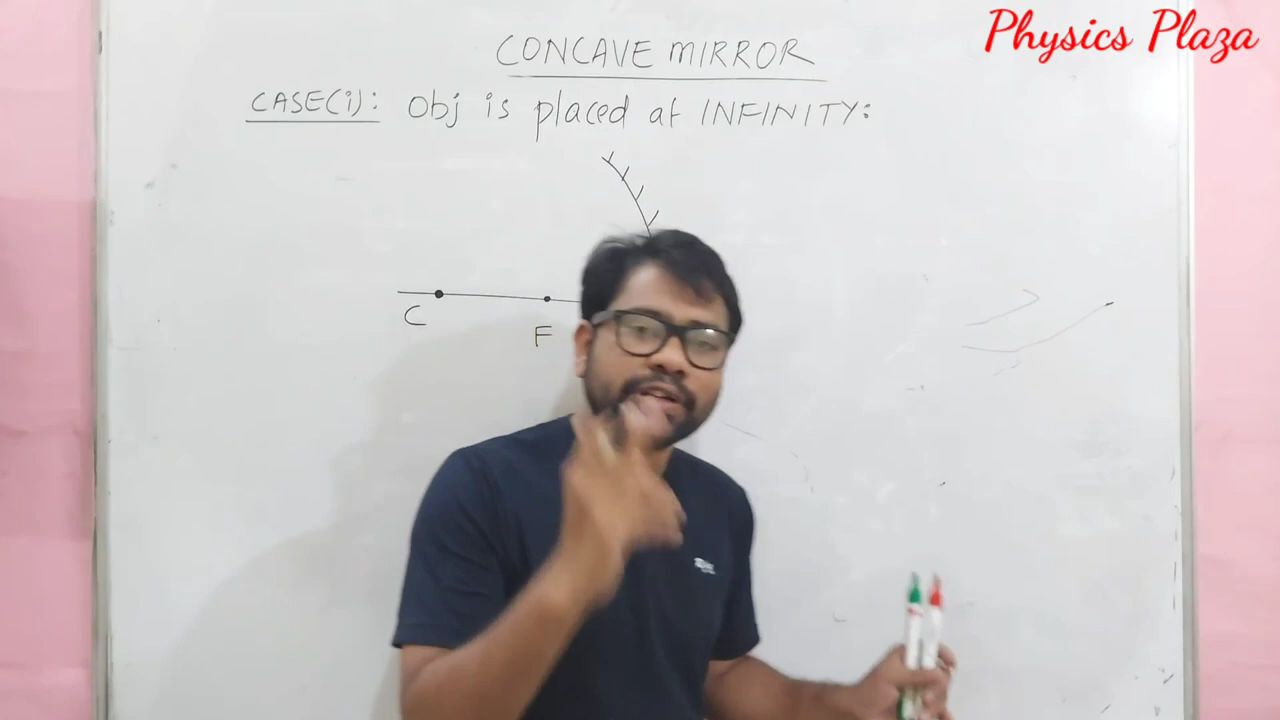 Physics Plaza
CONCAVE MIRROR
CASE(i): Obj is placed at INFINITY:
C
F